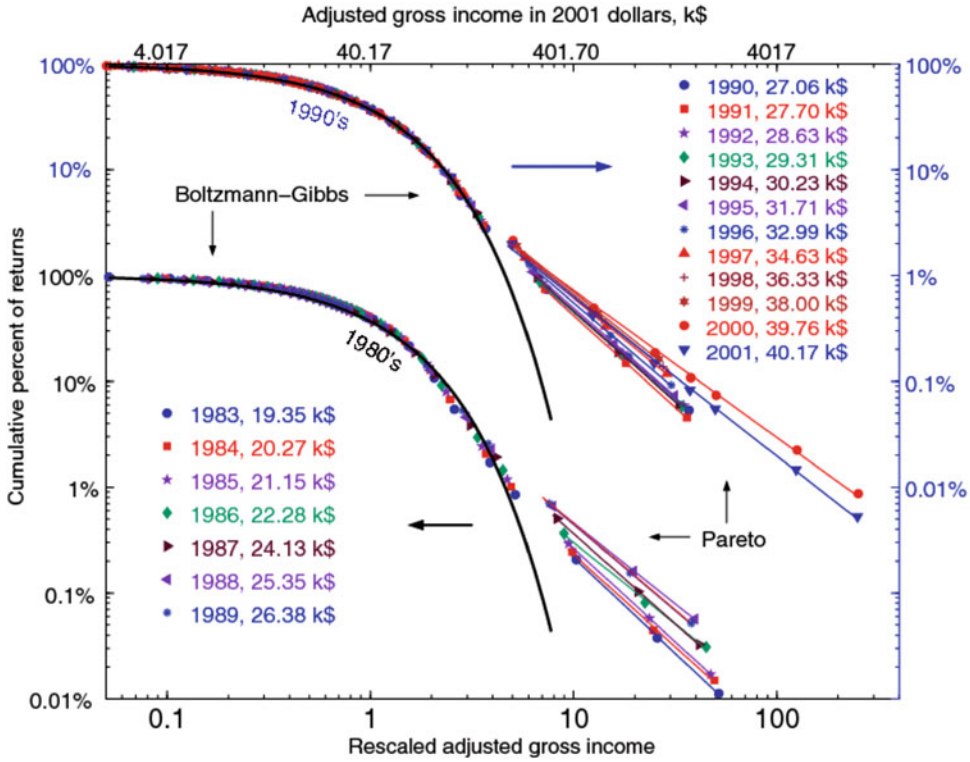 Adjusted gross income in 2001 dollars, k$
4.017 40.17 401.70 4017
100%
10%
100%
10%
1%
0.1%
0.01%
Cumulative percent of returns
1990's
Boltzmann–Gibbs
1980's
1983, 19.35 k$
1984, 20.27 k$
1985, 21.15 k$
1986, 22.28 k$
1987, 24.13 k$
1988, 25.35 k$
1989, 26.38 k$
1990, 27.06 k$
1991, 27.70 k$
1992, 28.63 k$
1993, 29.31 k$
1994, 30.23 k$
1995, 31.71 k$
1996, 32.99 k$
1997, 34.63 k$
1998, 36.33 k$
1999, 38.00 k$
2000, 39.76 k$
2001, 40.17 k$
Pareto
100%
10%
1%
0.1%
0.01%
0.1 1 10 100
Rescaled adjusted gross income